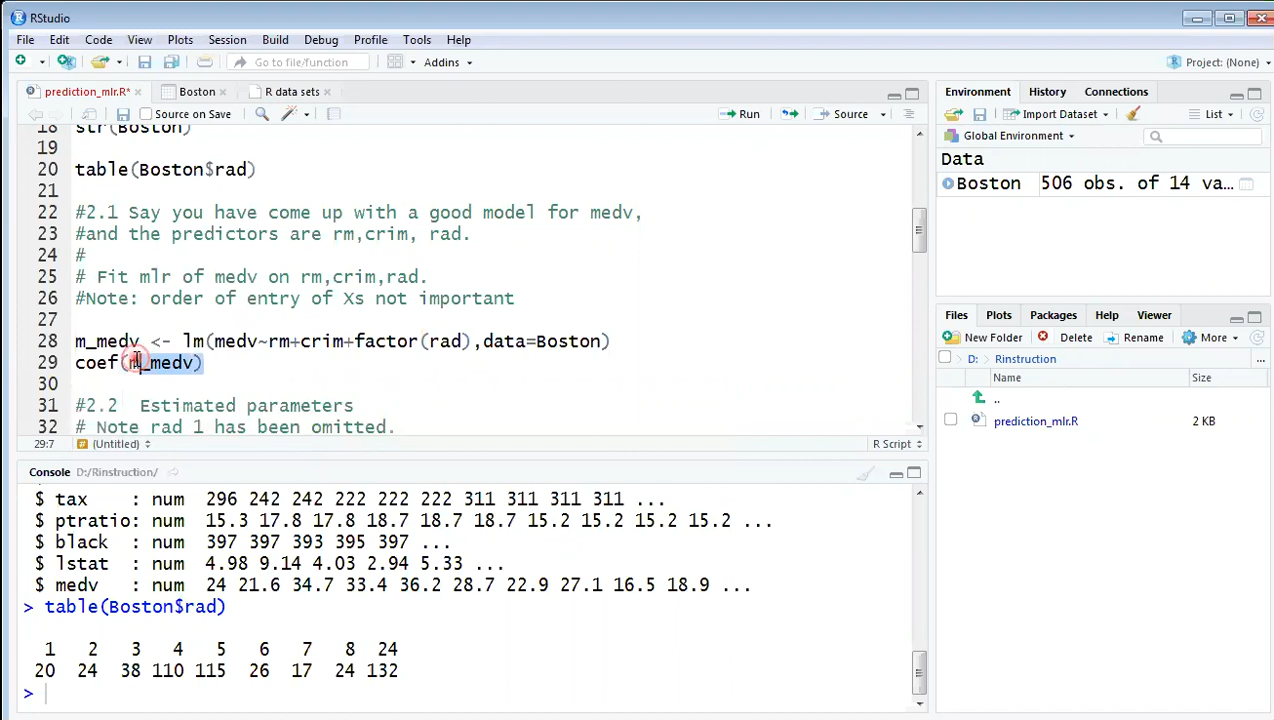 RStudio
File Edit Code View Plots Session Build Debug Profile Tools Help
Go to file/function Addins Project: (None)
prediction_mlr.R* Boston R data sets
Source on Save Run Source
18 str(Boston)
19
20 table(Boston$rad)
21
22 #2.1 Say you have come up with a good model for medv,
23 #and the predictors are rm,crim, rad.
24 #
25 # Fit mlr of medv on rm,crim,rad.
26 #Note: order of entry of Xs not important
27
28 m_medv <- lm(medv~rm+crim+factor(rad),data=Boston)
29 coef(m_medv)
30
31 #2.2  Estimated parameters
32 # Note rad 1 has been omitted.
29:7 (Untitled) R Script
Console D:/Rinstruction/
$ tax    : num  296 242 242 222 222 222 311 311 311 311 ...
$ ptratio: num  15.3 17.8 17.8 18.7 18.7 18.7 15.2 15.2 15.2 15.2 ...
$ black  : num  397 397 393 395 397 ...
$ lstat  : num  4.98 9.14 4.03 2.94 5.33 ...
$ medv   : num  24 21.6 34.7 33.4 36.2 28.7 22.9 27.1 16.5 18.9 ...
> table(Boston$rad)
1 2 3 4 5 6 7 8 24
20 24 38 110 115 26 17 24 132
>
Environment History Connections
Import Dataset List
Global Environment
Data
Boston 506 obs. of 14 va...
Files Plots Packages Help Viewer
New Folder Delete Rename More
D: Rinstruction ...
Name Size
..
prediction_mlr.R 2 KB